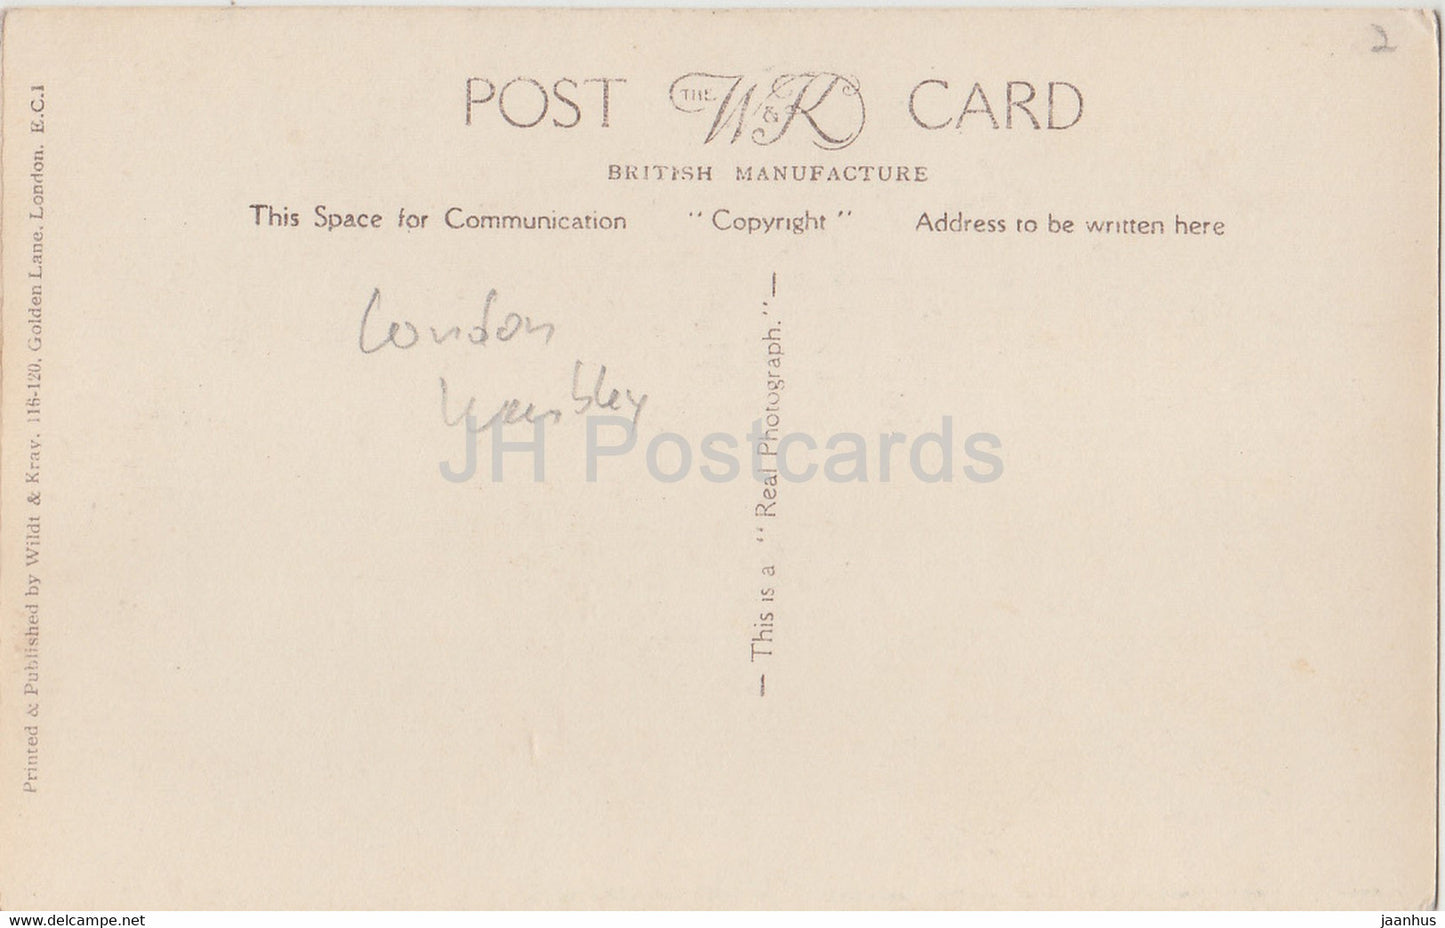 2
POST THE W&K CARD
BRITISH MANUFACTURE
This Space for Communication "Copyright" Address to be written here
London
Wembley
— This is a "Real Photograph." —
Printed & Published by Wildt & Kray. 116-120, Golden Lane. London. E.C.1
JH Postcards
www.delcampe.net
jaanhus